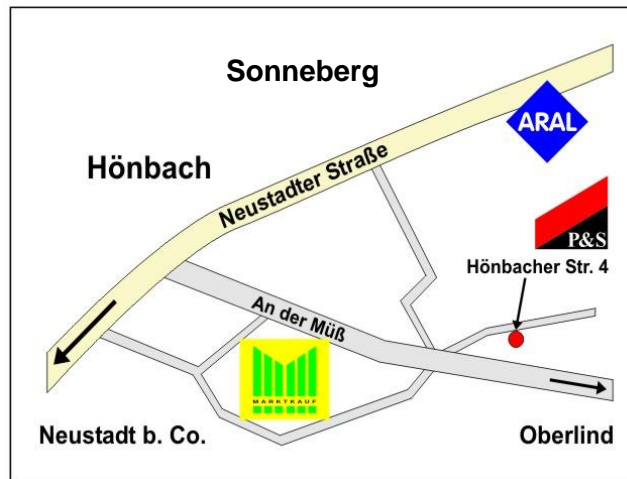 Sonneberg
ARAL
Hönbach
Neustadter Straße
P&S
Hönbacher Str. 4
An der Müß
MARKTKAUF
Neustadt b. Co.
Oberlind